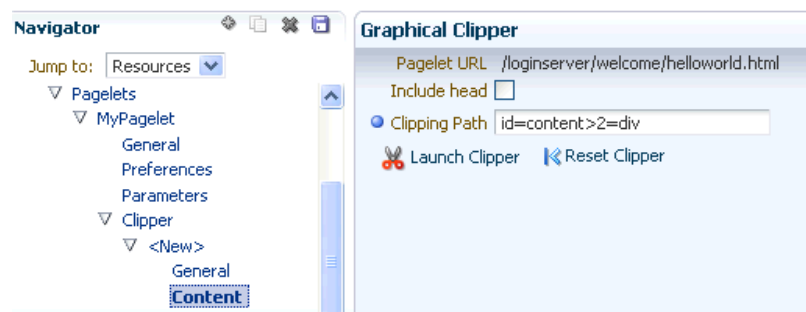 Navigator
Jump to: Resources
Pagelets
MyPagelet
General
Preferences
Parameters
Clipper
<New>
General
Content
Graphical Clipper
Pagelet URL /loginserver/welcome/helloworld.html
Include head
Clipping Path id=content>2=div
Launch Clipper Reset Clipper